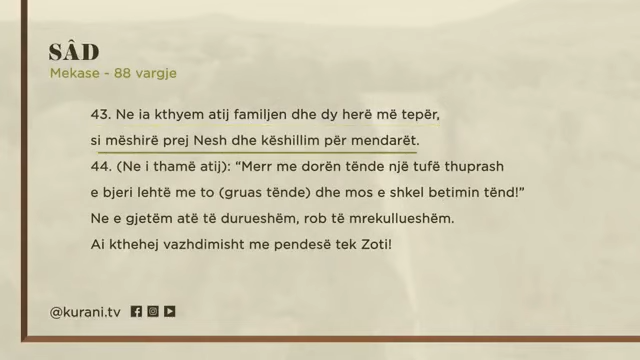 SÂD
Mekase - 88 vargje
43. Ne ia kthyem atij familjen dhe dy herë më tepër,
si mëshirë prej Nesh dhe këshillim për mendarët.
44. (Ne i thamë atij): “Merr me dorën tënde një tufë thuprash
e bjeri lehtë me to (gruas tënde) dhe mos e shkel betimin tënd!”
Ne e gjetëm atë të durueshëm, rob të mrekullueshëm.
Ai kthehej vazhdimisht me pendesë tek Zoti!
@kurani.tv